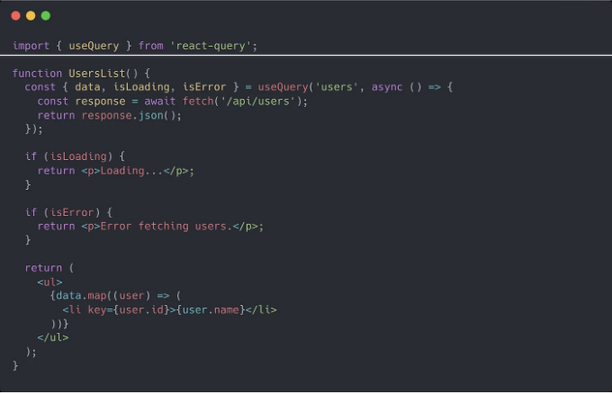 import { useQuery } from 'react-query';
function UsersList() {
const { data, isLoading, isError } = useQuery('users', async () => {
const response = await fetch('/api/users');
return response.json();
});
if (isLoading) {
return <p>Loading...</p>;
}
if (isError) {
return <p>Error fetching users.</p>;
}
return (
<ul>
{data.map((user) => (
<li key={user.id}>{user.name}</li>
))}
</ul>
);
}